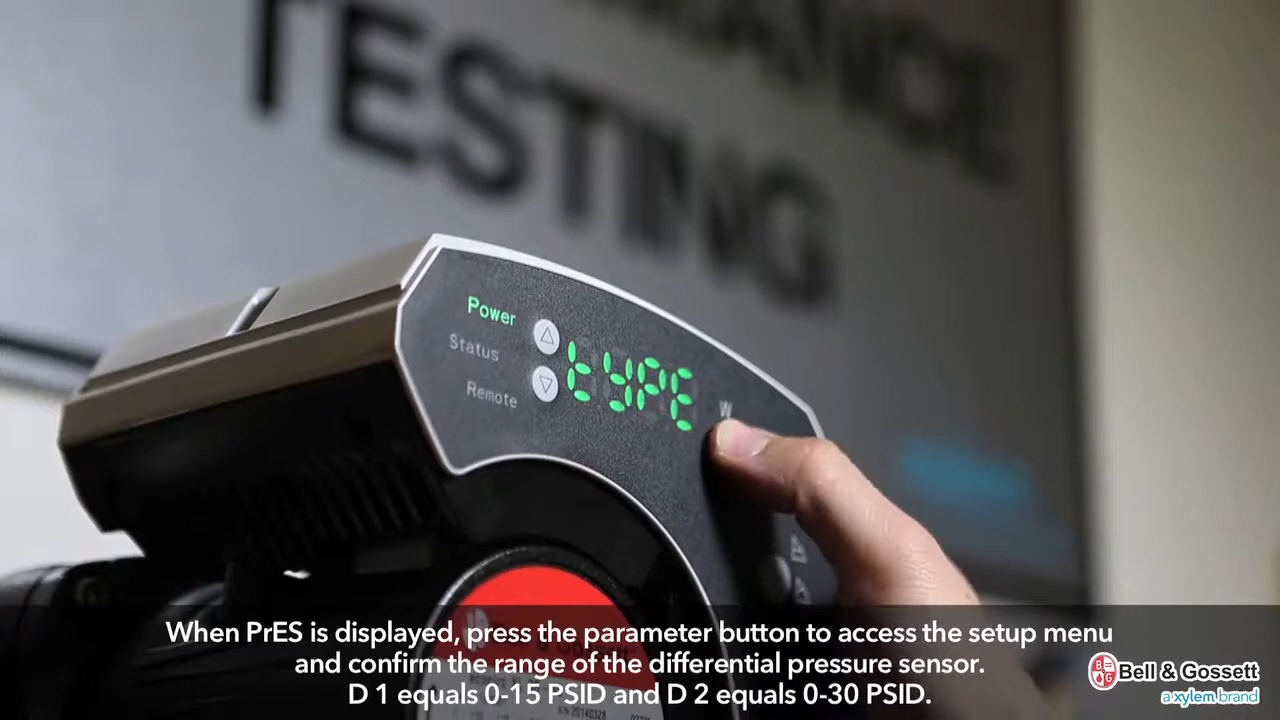 TESTING
Power
Status
Remote
tYPE
W
When PrES is displayed, press the parameter button to access the setup menu
and confirm the range of the differential pressure sensor.
D 1 equals 0-15 PSID and D 2 equals 0-30 PSID.
Bell & Gossett
a xylem brand